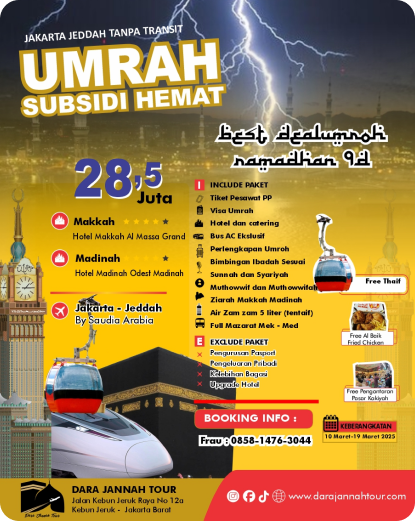 JAKARTA JEDDAH TANPA TRANSIT
UMRAH
SUBSIDI HEMAT
best dealumroh
ramadhan 9d
28,5
Juta
Makkah
Hotel Makkah Al Massa Grand
Madinah
Hotel Madinah Odest Madinah
Jakarta - Jeddah
By Saudia Arabia
I INCLUDE PAKET
Tiket Pesawat PP
Visa Umrah
Hotel dan catering
Bus AC Ekslusif
Perlengkapan Umroh
Bimbingan Ibadah Sesuai
Sunnah dan Syariyah
Muthowwit dan Muthowwifah
Ziarah Makkah Madinah
Air Zam zam 5 liter (tentatif)
Full Mazarat Mek - Med
E EXCLUDE PAKET
Pengurusan Pasport
Pengeluaran Pribadi
Kelebihan Bagasi
Upgrade Hotel
Free Thaif
Free Al Baik
Fried Chicken
Free Pengantaran
Pasar Kakiyah
BOOKING INFO :
Frau : 0858-1476-3044
KEBERANGKATAN
10 Maret-19 Maret 2025
Dara Jannah Tour
DARA JANNAH TOUR
Jalan Kebun Jeruk Raya No 12a
Kebun Jeruk - Jakarta Barat
www.darajannahtour.com